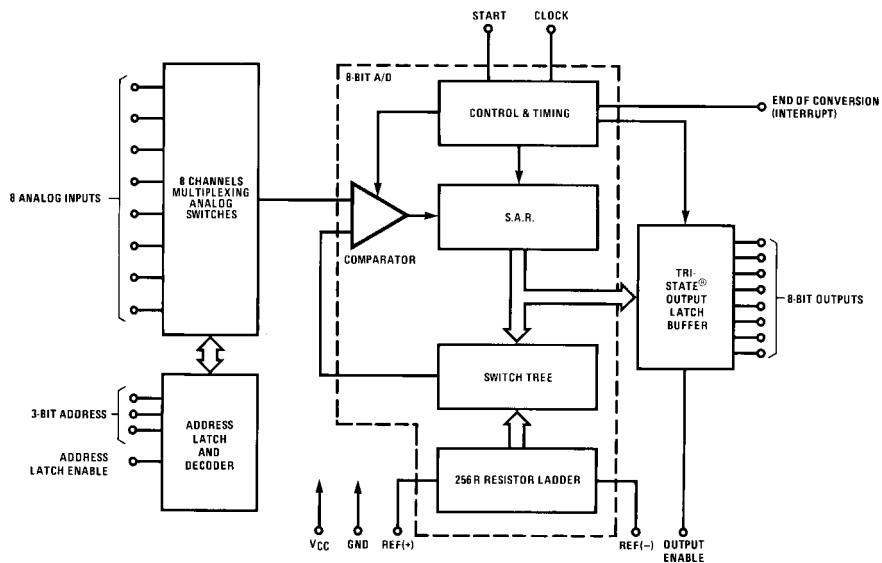 START
CLOCK
8-BIT A/D
CONTROL & TIMING
END OF CONVERSION
(INTERRUPT)
8 ANALOG INPUTS
8 CHANNELS
MULTIPLEXING
ANALOG
SWITCHES
S.A.R.
COMPARATOR
TRI-
STATE®
OUTPUT
LATCH
BUFFER
8-BIT OUTPUTS
SWITCH TREE
3-BIT ADDRESS
ADDRESS
LATCH ENABLE
ADDRESS
LATCH AND
DECODER
256R RESISTOR LADDER
VCC
GND
REF(+)
REF(−)
OUTPUT
ENABLE